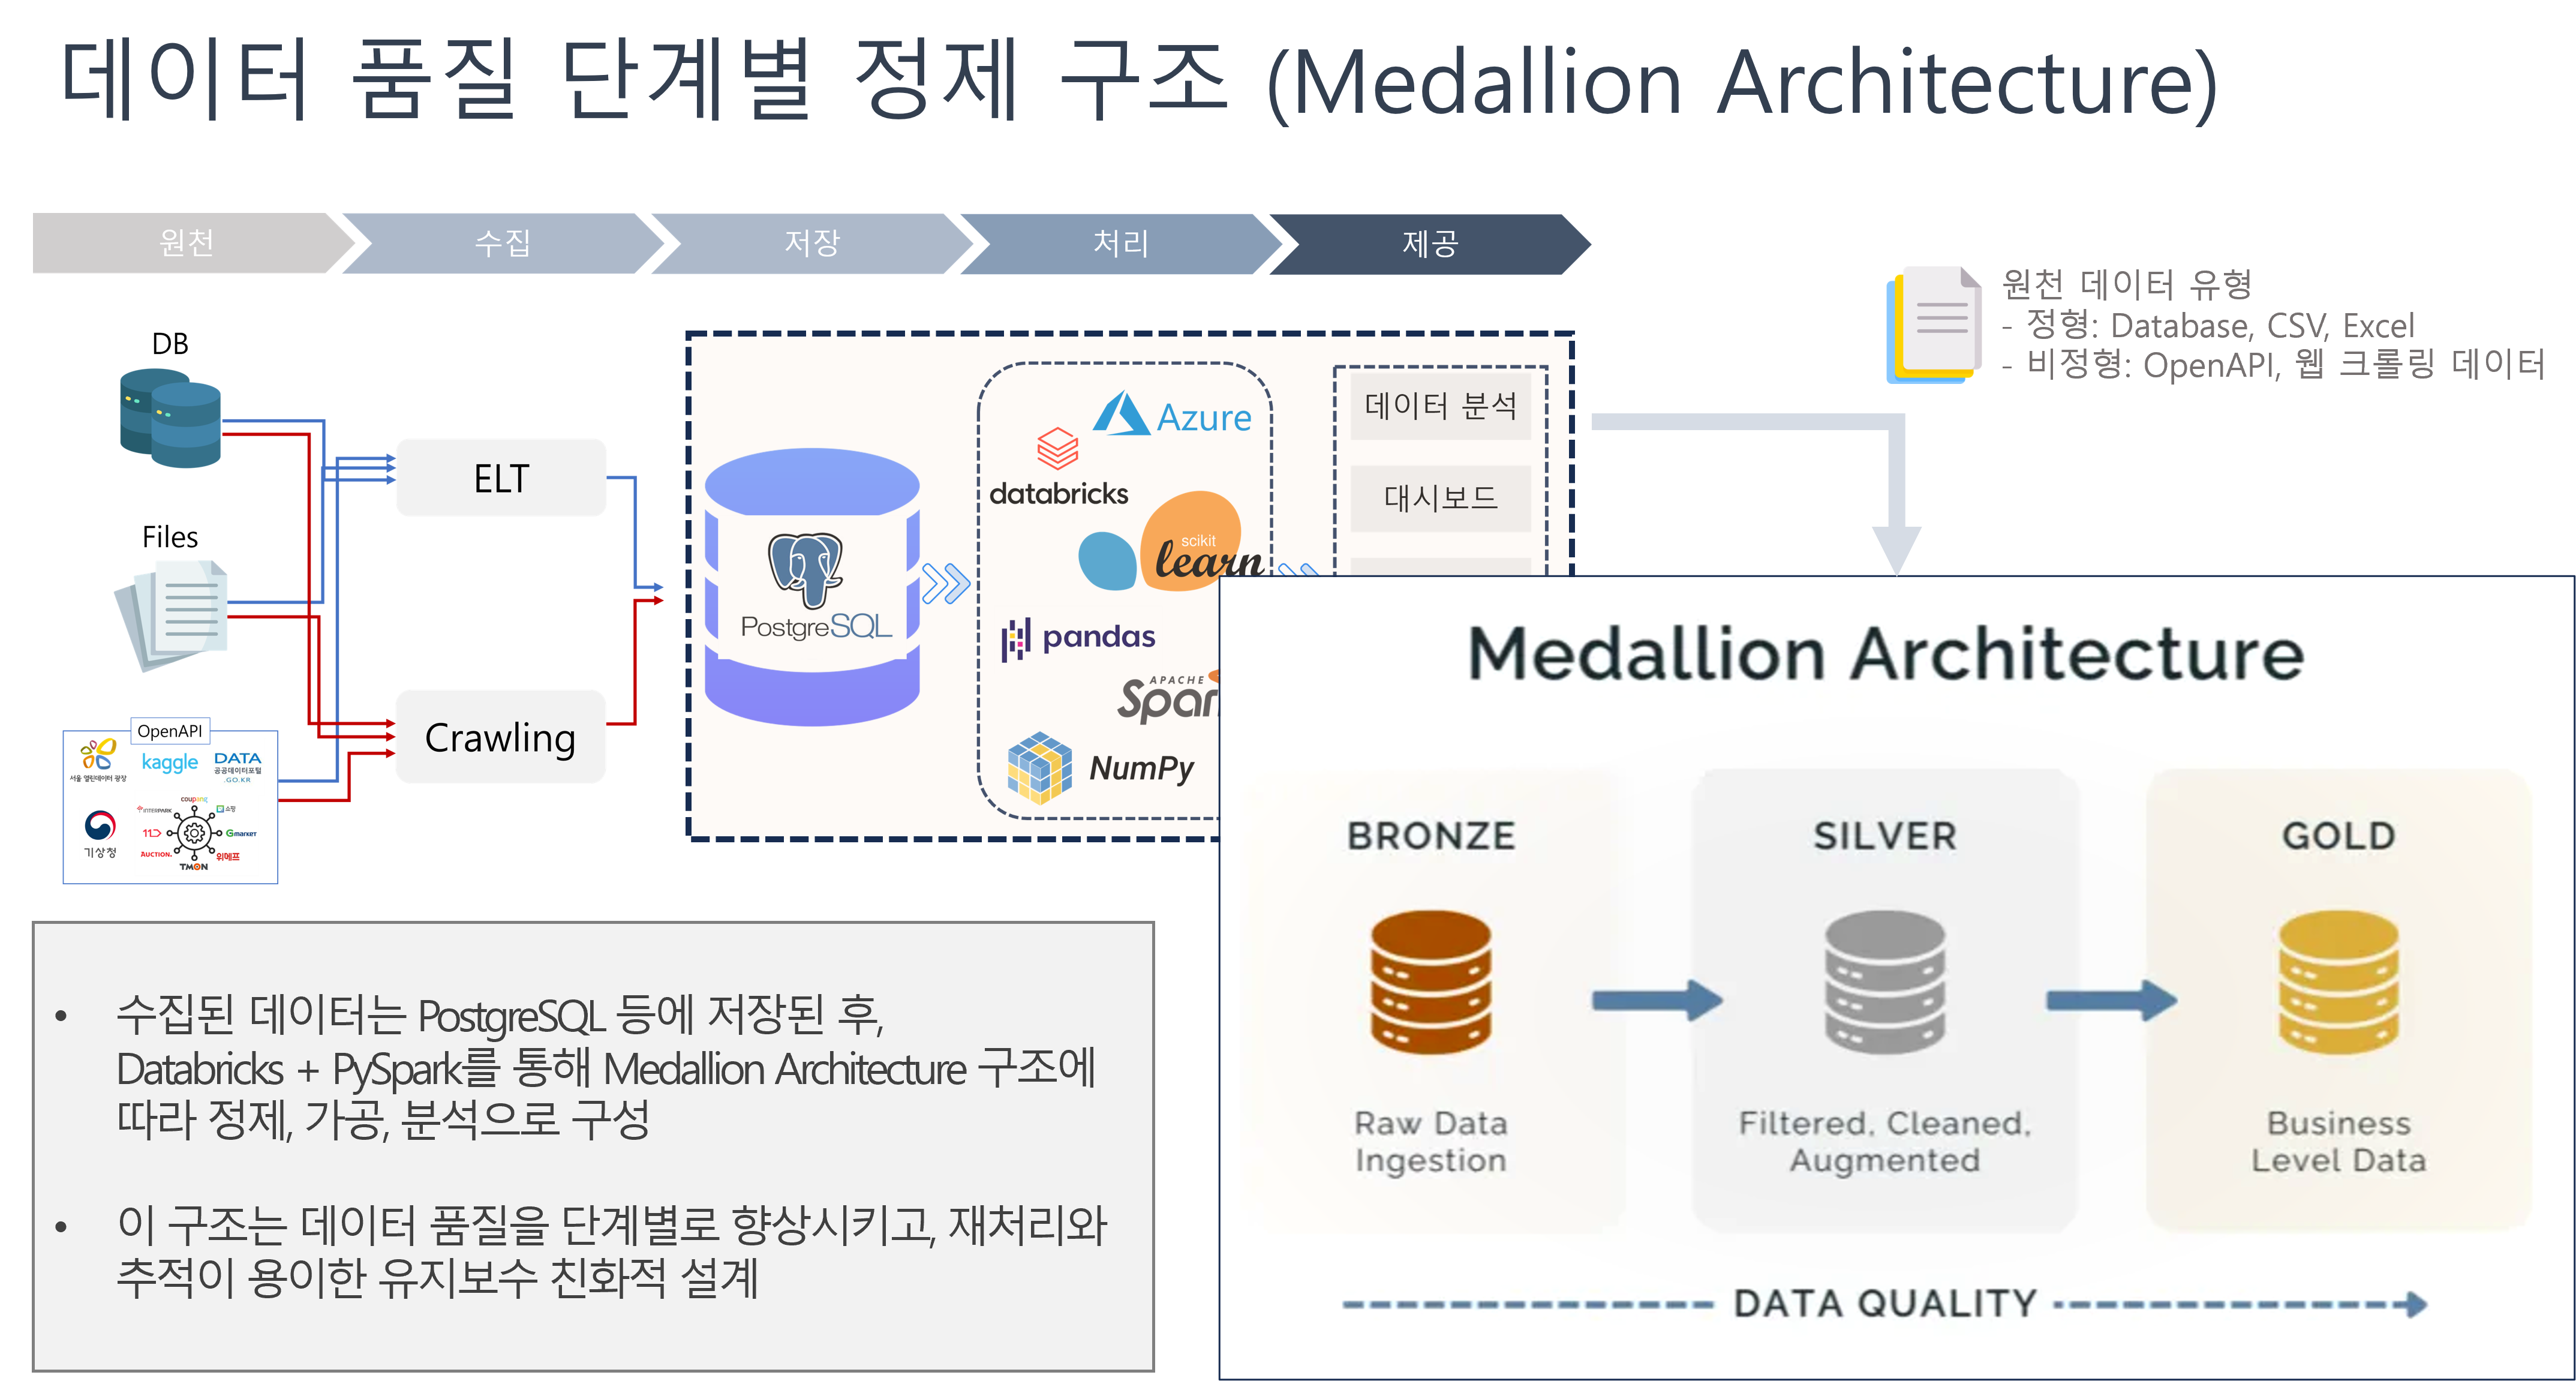 데이터 품질 단계별 정제 구조 (Medallion Architecture)
원천
수집
저장
처리
제공
원천 데이터 유형
- 정형: Database, CSV, Excel
- 비정형: OpenAPI, 웹 크롤링 데이터
DB
Files
OpenAPI
서울 열린데이터 광장
kaggle
DATA
공공데이터포털
.GO.KR
기상청
coupang
INTERPARK
쇼핑
11
Gmarket
AUCTION.
위메프
TMON
ELT
Crawling
PostgreSQL
Azure
databricks
scikit
learn
pandas
APACHE
Spar
NumPy
데이터 분석
대시보드
• 수집된 데이터는 PostgreSQL 등에 저장된 후,
Databricks + PySpark를 통해 Medallion Architecture 구조에
따라 정제, 가공, 분석으로 구성
• 이 구조는 데이터 품질을 단계별로 향상시키고, 재처리와
추적이 용이한 유지보수 친화적 설계
Medallion Architecture
BRONZE
SILVER
GOLD
Raw Data
Ingestion
Filtered, Cleaned,
Augmented
Business
Level Data
DATA QUALITY